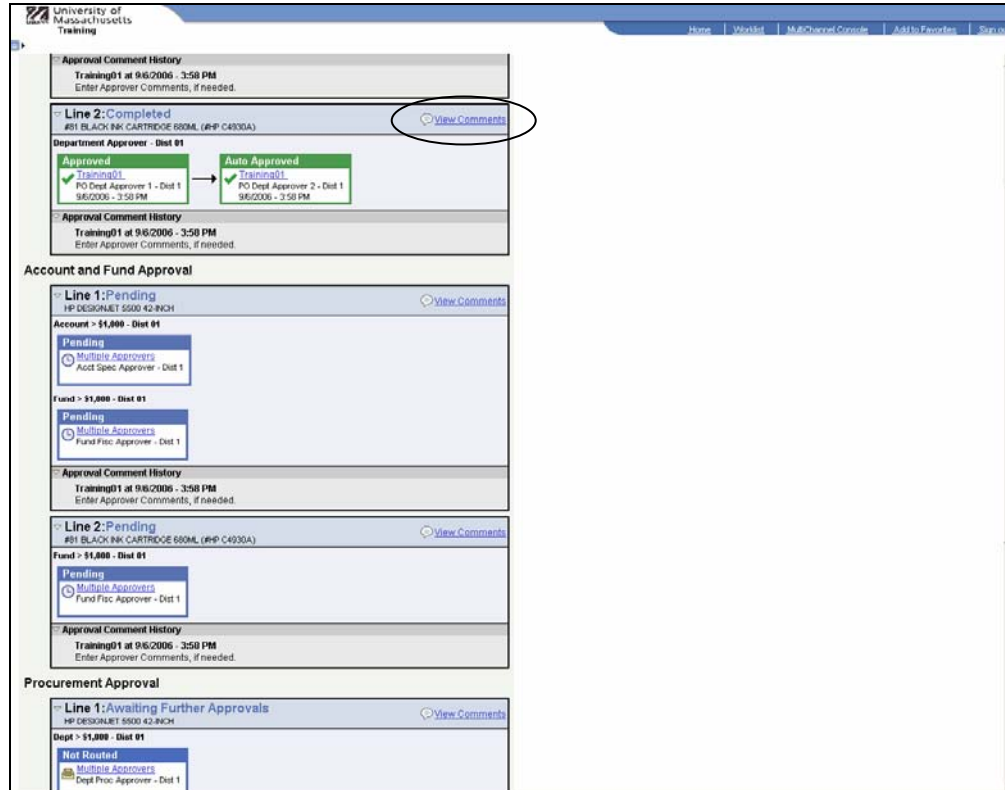 University of
Massachusetts
Training
Home | Worklist | MultiChannel Console | Add to Favorites | Sign o
Approval Comment History
Training01 at 9/6/2006 - 3:58 PM
Enter Approver Comments, if needed.
Line 2:Completed
View Comments
#81 BLACK INK CARTRIDGE 680ML (#HP C4930A)
Department Approver - Dist 01
Approved
Training01
PO Dept Approver 1 - Dist 1
9/6/2006 - 3:58 PM
Auto Approved
Training01
PO Dept Approver 2 - Dist 1
9/6/2006 - 3:58 PM
Approval Comment History
Training01 at 9/6/2006 - 3:58 PM
Enter Approver Comments, if needed.
Account and Fund Approval
Line 1:Pending
View Comments
HP DESIGNJET 5500 42-INCH
Account > $1,000 - Dist 01
Pending
Multiple Approvers
Acct Spec Approver - Dist 1
Fund > $1,000 - Dist 01
Pending
Multiple Approvers
Fund Fisc Approver - Dist 1
Approval Comment History
Training01 at 9/6/2006 - 3:58 PM
Enter Approver Comments, if needed.
Line 2:Pending
View Comments
#81 BLACK INK CARTRIDGE 680ML (#HP C4930A)
Fund > $1,000 - Dist 01
Pending
Multiple Approvers
Fund Fisc Approver - Dist 1
Approval Comment History
Training01 at 9/6/2006 - 3:58 PM
Enter Approver Comments, if needed.
Procurement Approval
Line 1:Awaiting Further Approvals
View Comments
HP DESIGNJET 5500 42-INCH
Dept > $1,000 - Dist 01
Not Routed
Multiple Approvers
Dept Proc Approver - Dist 1